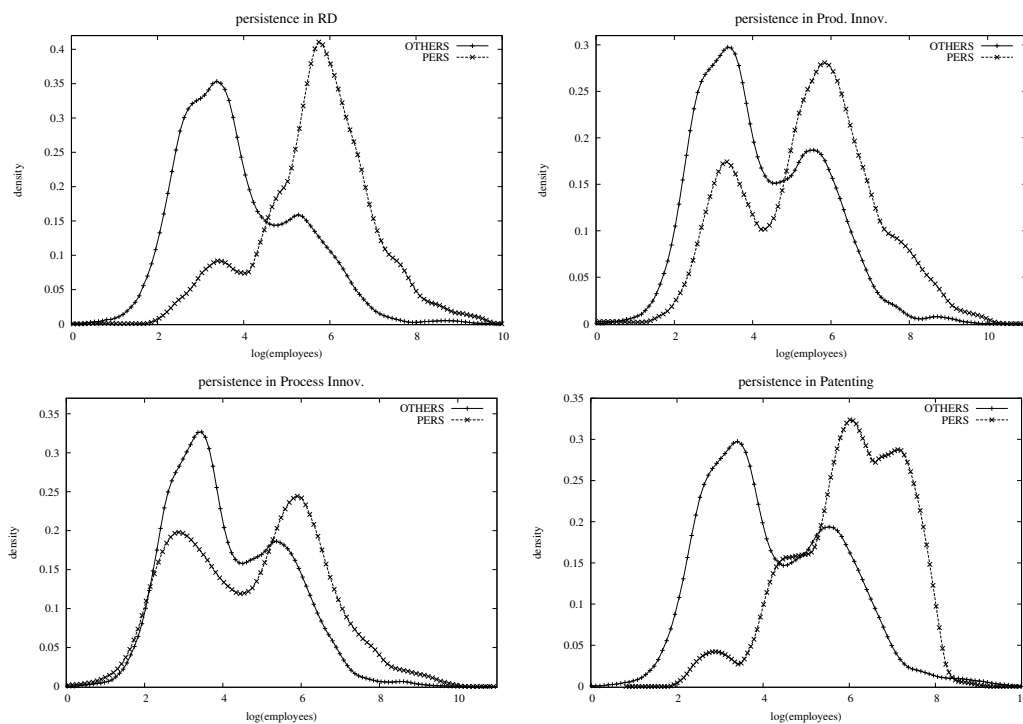 persistence in RD
OTHERS
PERS
0.4
0.35
0.3
0.25
0.2
0.15
0.1
0.05
0
density
0 2 4 6 8 10
log(employees)
persistence in Prod. Innov.
OTHERS
PERS
0.3
0.25
0.2
0.15
0.1
0.05
0
density
0 2 4 6 8 10
log(employees)
persistence in Process Innov.
OTHERS
PERS
0.35
0.3
0.25
0.2
0.15
0.1
0.05
0
density
0 2 4 6 8 10
log(employees)
persistence in Patenting
OTHERS
PERS
0.35
0.3
0.25
0.2
0.15
0.1
0.05
0
density
0 2 4 6 8 10
log(employees)